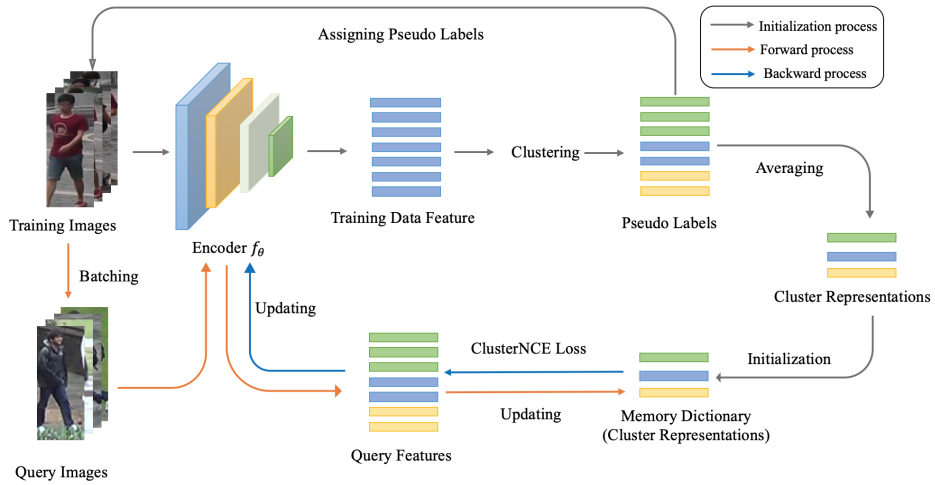 Assigning Pseudo Labels
Initialization process
Forward process
Backward process
Training Images
Encoder fθ
Training Data Feature
Clustering
Pseudo Labels
Averaging
Cluster Representations
Batching
Updating
ClusterNCE Loss
Initialization
Updating
Memory Dictionary
(Cluster Representations)
Query Images
Query Features